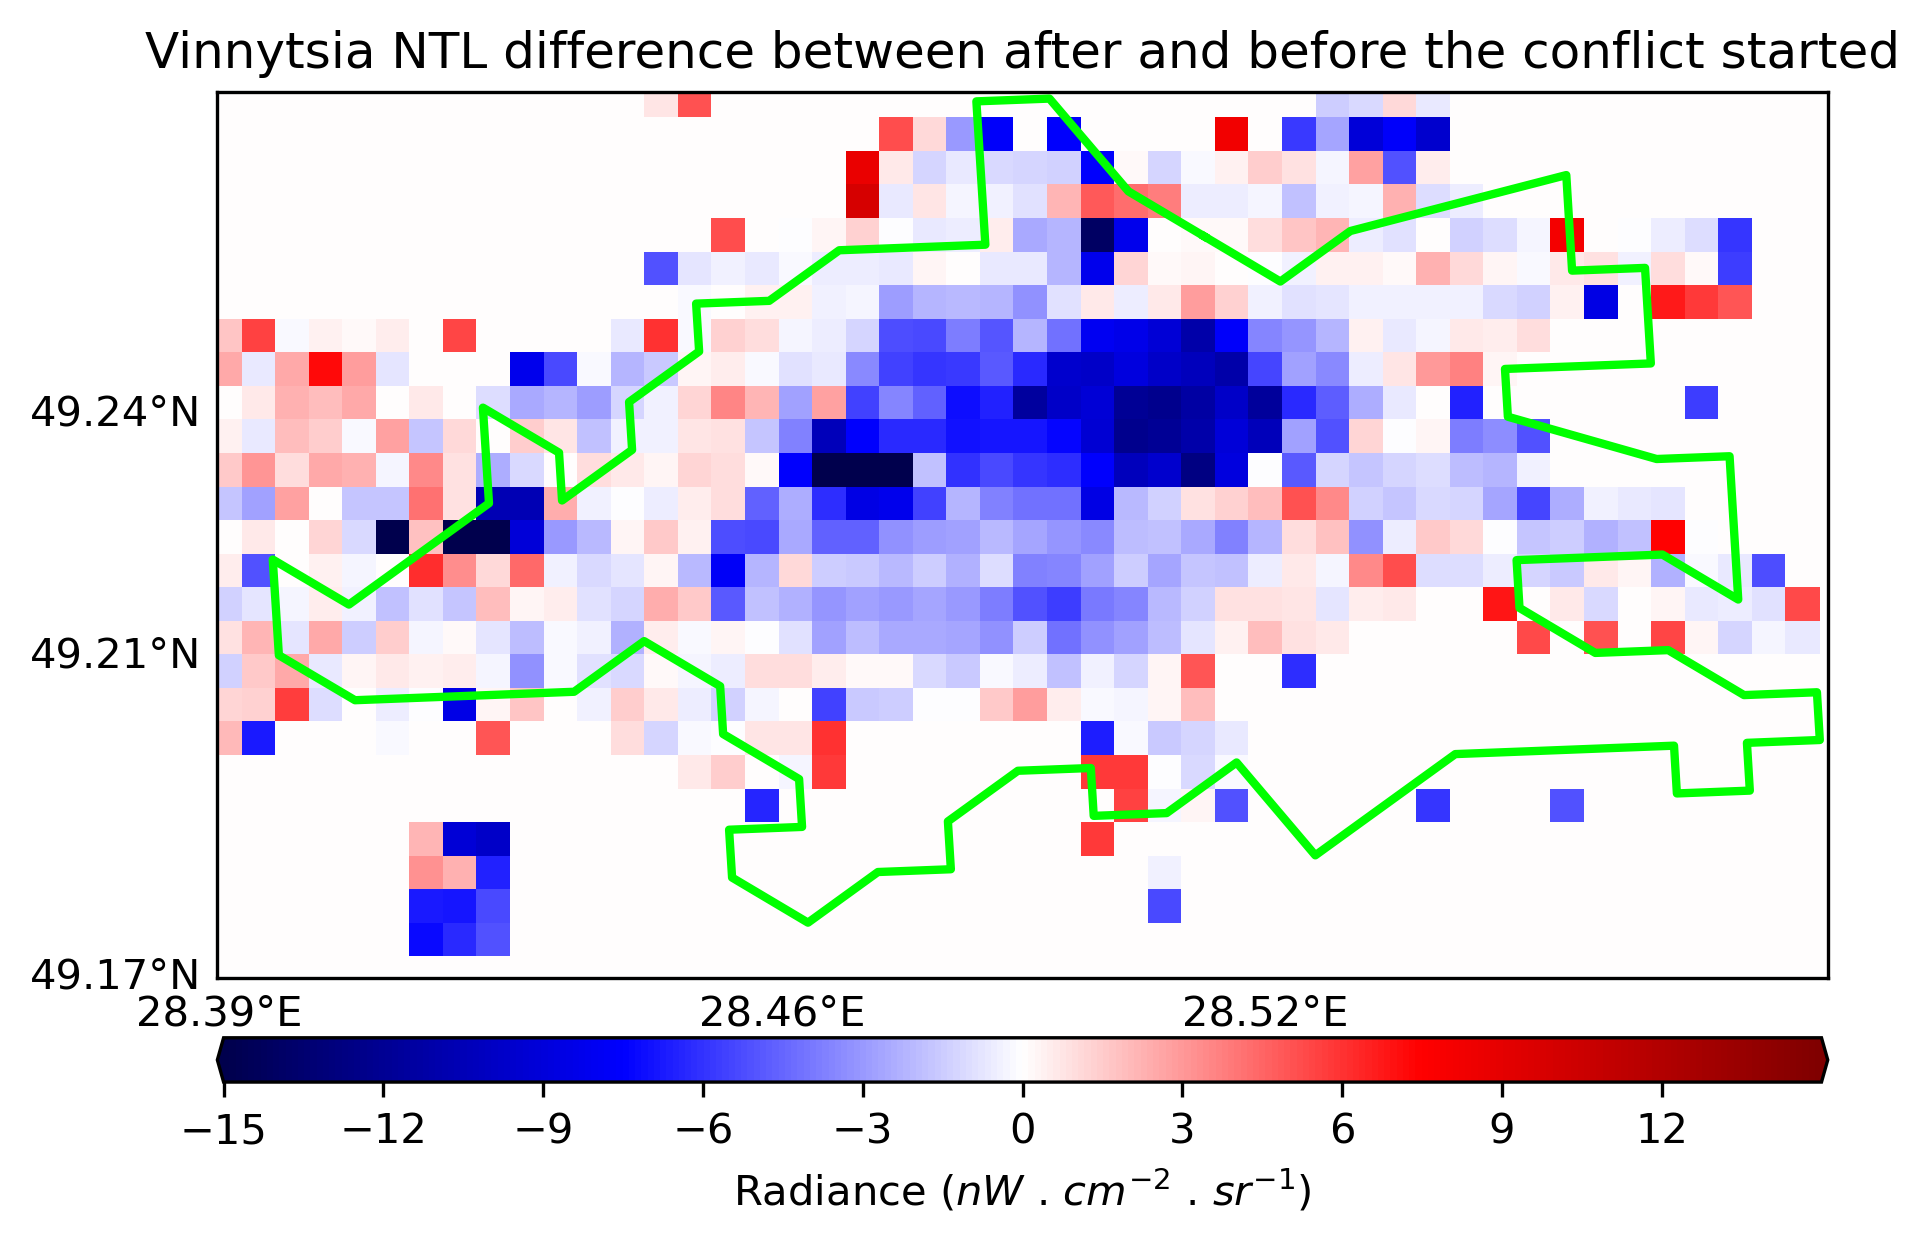 Vinnytsia NTL difference between after and before the conflict started
49.24°N
49.21°N
49.17°N
28.39°E 28.46°E 28.52°E
−15 −12 −9 −6 −3 0 3 6 9 12
Radiance (nW . cm⁻² . sr⁻¹)